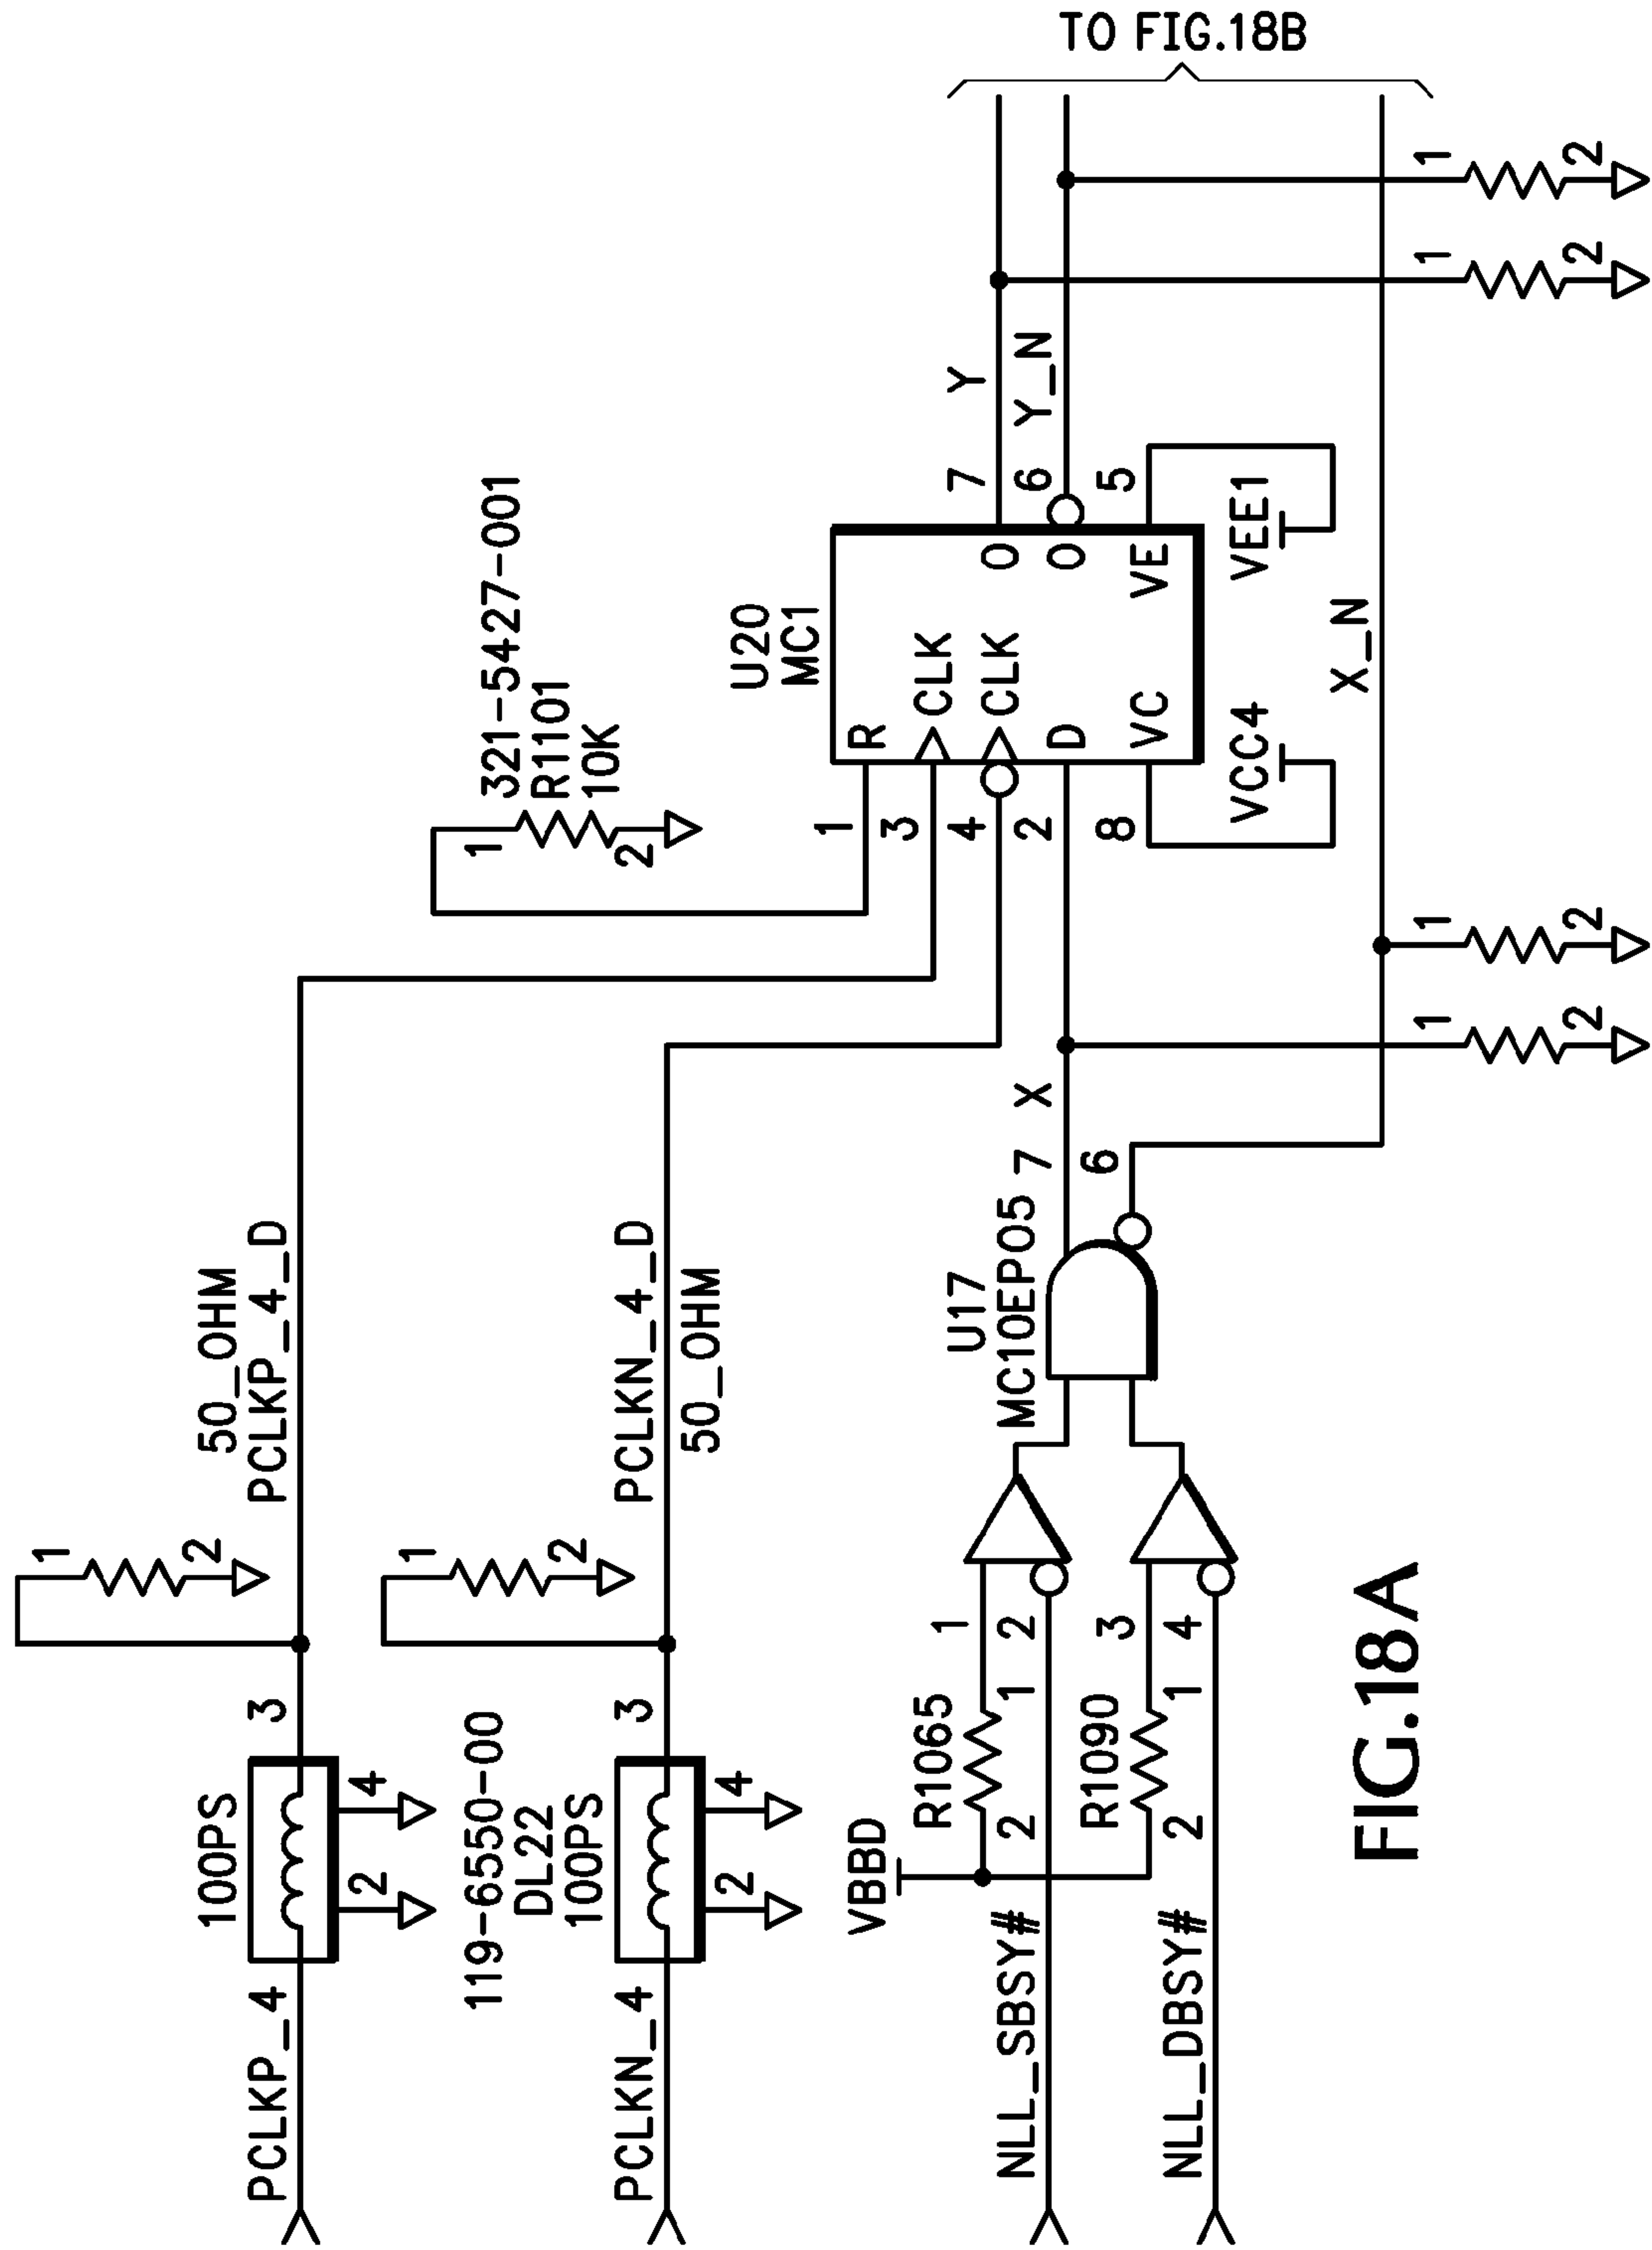 TO FIG.18B
PCLKP_4
100PS
2
4
3
1
2
50_OHM
PCLKP_4_D
119-6550-00
DL22
100PS
PCLKN_4
2
4
3
1
2
PCLKN_4_D
50_OHM
321-5427-001
R1101
10K
1
2
U20
MC1
1
3
4
2
8
R
CLK
CLK
D
VC
O
O
VE
7
6
5
Y
Y_N
VCC4
VEE1
X_N
VBBD
R1065
2
1
1
2
NLL_SBSY#
R1090
2
1
3
4
NLL_DBSY#
U17
MC10EP05
7
6
X
1
2
1
2
1
2
1
2
FIG.18A